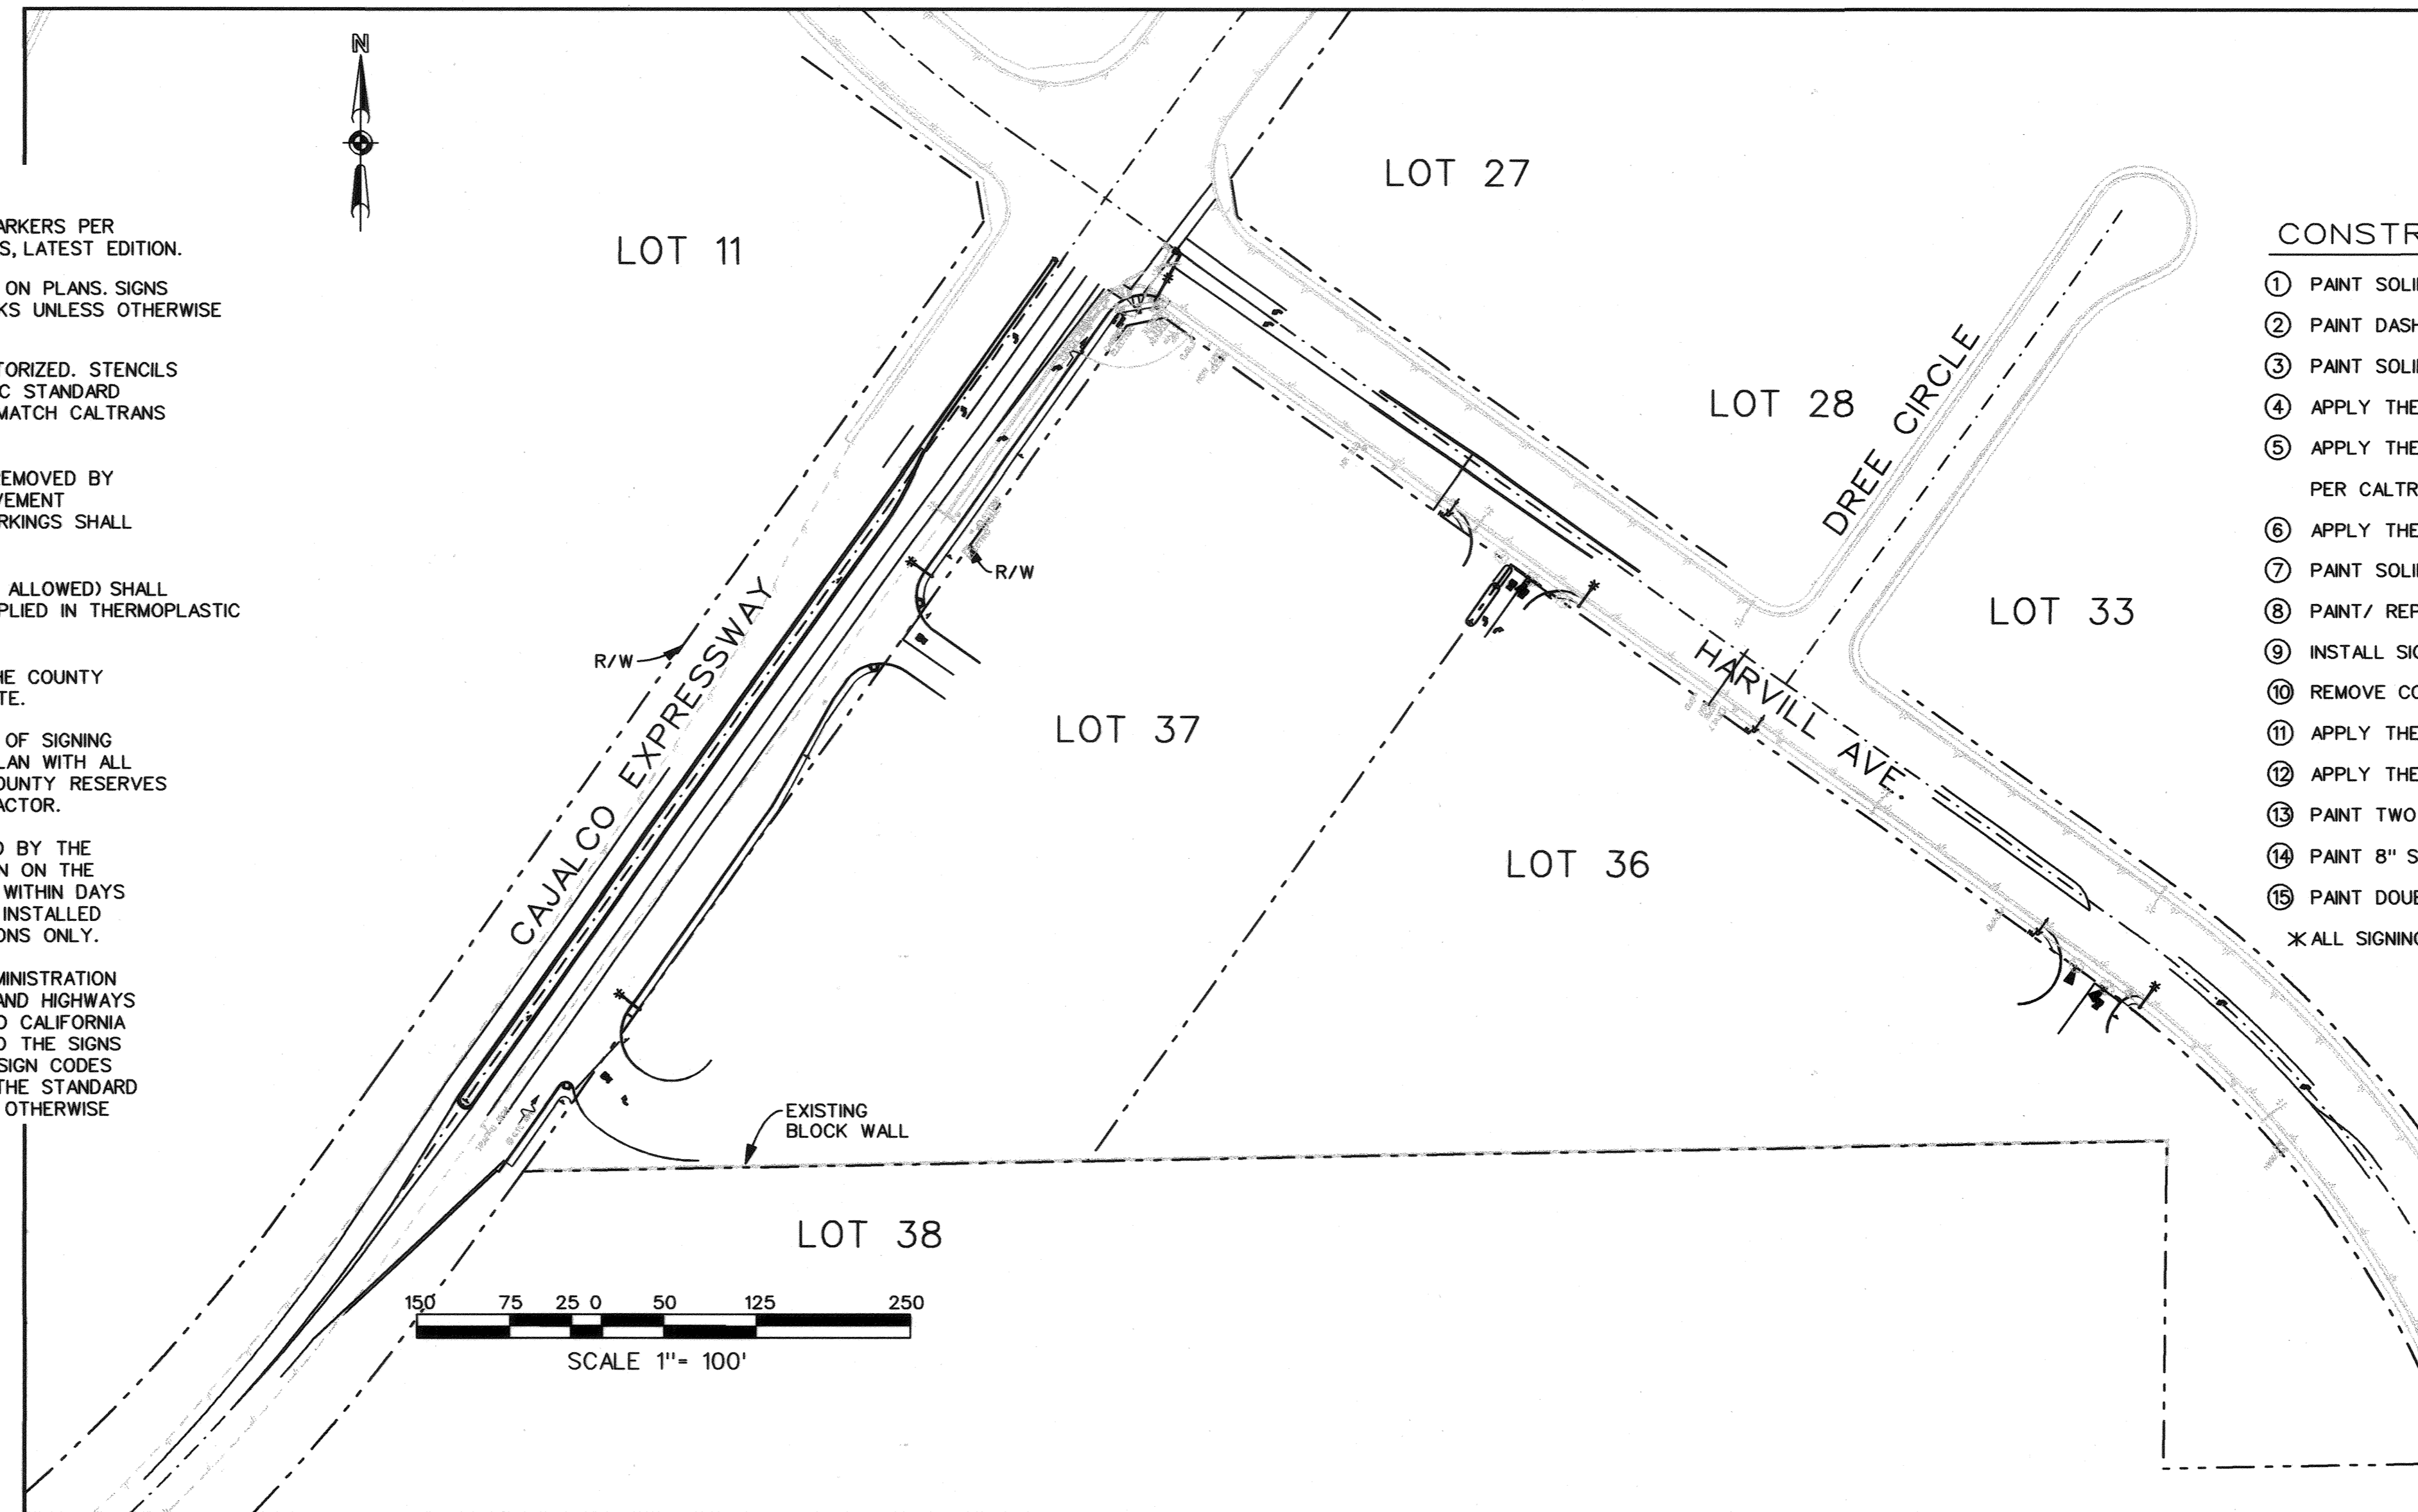 N
ARKERS PER
S, LATEST EDITION.
ON PLANS. SIGNS
KS UNLESS OTHERWISE
TORIZED. STENCILS
C STANDARD
MATCH CALTRANS
EMOVED BY
VEMENT
RKINGS SHALL
ALLOWED) SHALL
PLIED IN THERMOPLASTIC
HE COUNTY
TE.
OF SIGNING
LAN WITH ALL
OUNTY RESERVES
ACTOR.
D BY THE
N ON THE
WITHIN DAYS
INSTALLED
ONS ONLY.
MINISTRATION
AND HIGHWAYS
D CALIFORNIA
D THE SIGNS
SIGN CODES
THE STANDARD
OTHERWISE
LOT 11
LOT 27
LOT 28
DREE CIRCLE
LOT 33
R/W
R/W
CAJALCO EXPRESSWAY
HARVILL AVE.
LOT 37
LOT 36
EXISTING
BLOCK WALL
LOT 38
150 75 25 0 50 125 250
SCALE 1"= 100'
CONSTR
1 PAINT SOLI
2 PAINT DASH
3 PAINT SOLI
4 APPLY THE
5 APPLY THE
PER CALTR
6 APPLY THE
7 PAINT SOLI
8 PAINT/ REP
9 INSTALL SIG
10 REMOVE CO
11 APPLY THE
12 APPLY THE
13 PAINT TWO
14 PAINT 8" S
15 PAINT DOUB
* ALL SIGNING